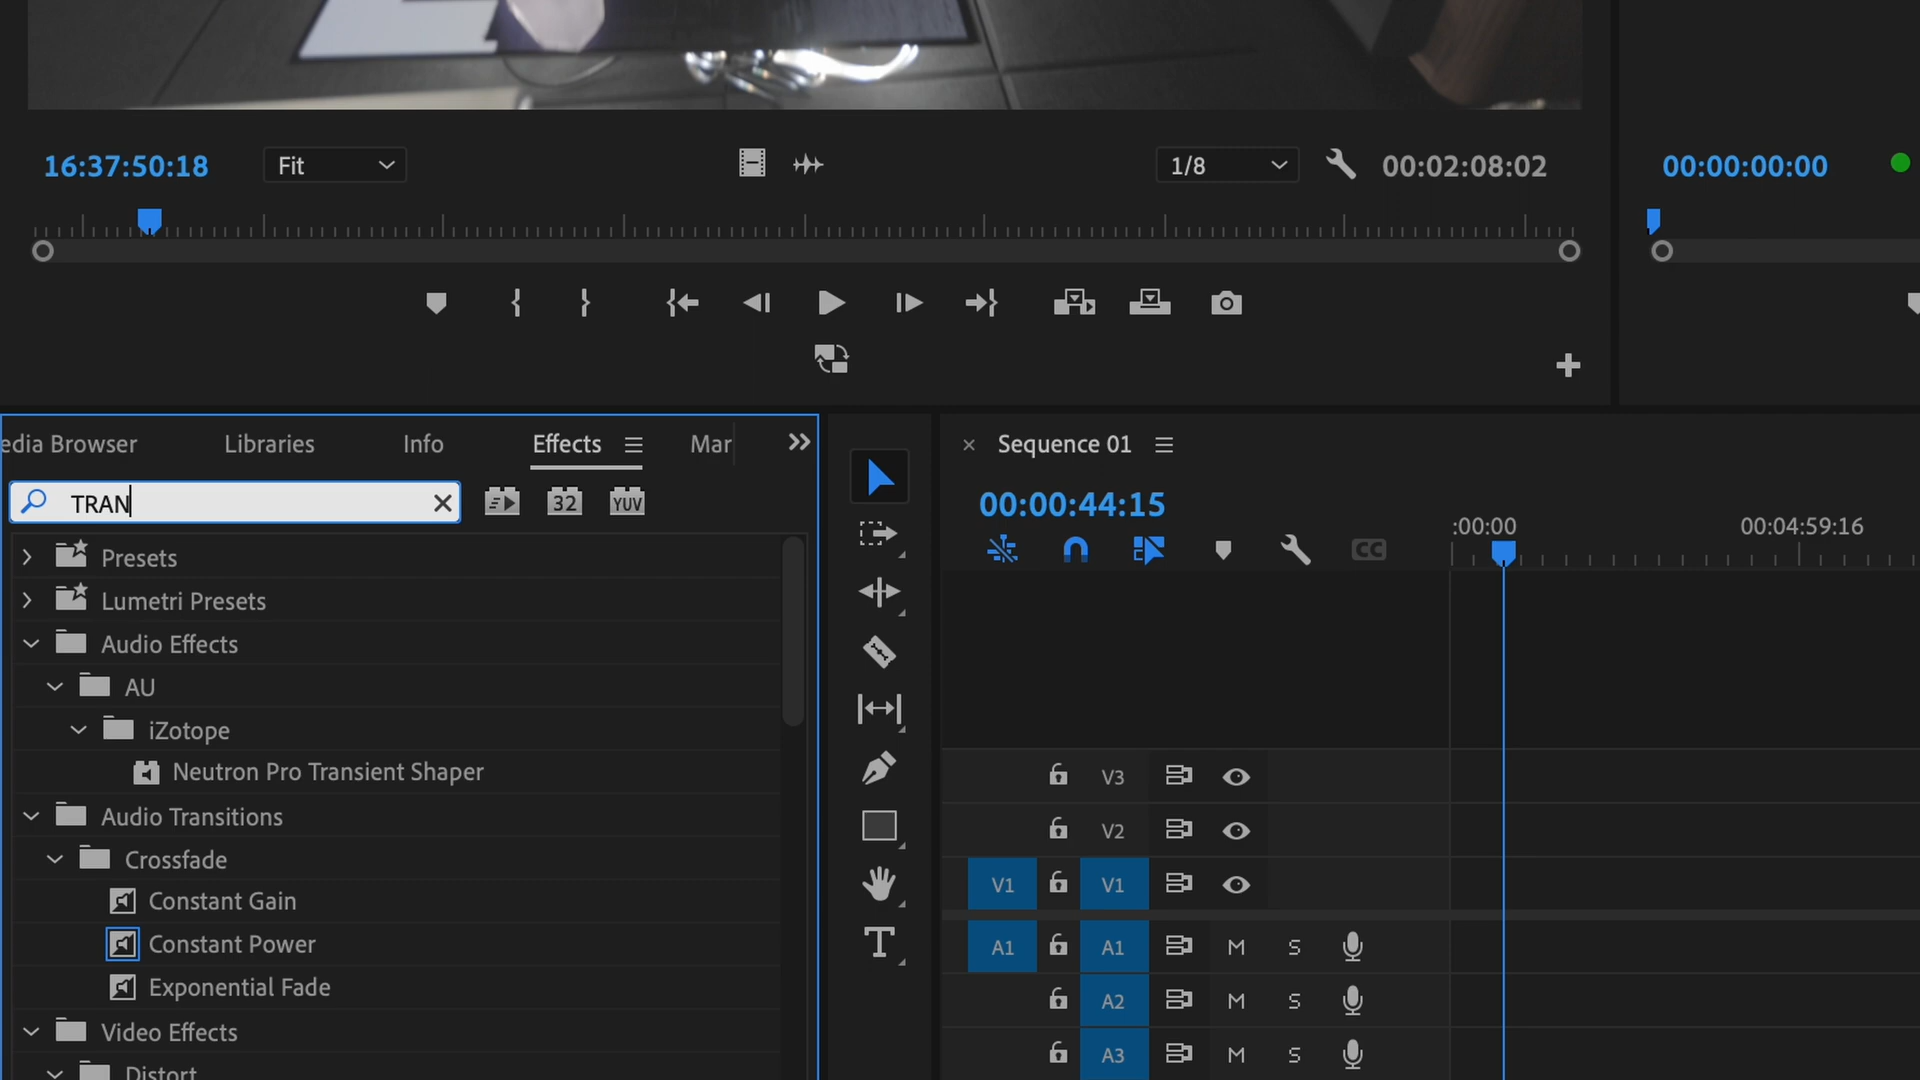 16:37:50:18
Fit
1/8
00:02:08:02
00:00:00:00
edia Browser
Libraries
Info
Effects
Mar
TRAN
32
YUV
Presets
Lumetri Presets
Audio Effects
AU
iZotope
Neutron Pro Transient Shaper
Audio Transitions
Crossfade
Constant Gain
Constant Power
Exponential Fade
Video Effects
Distort
Sequence 01
00:00:44:15
CC
:00:00
00:04:59:16
V3
V2
V1 V1
A1 A1 M S
A2 M S
A3 M S